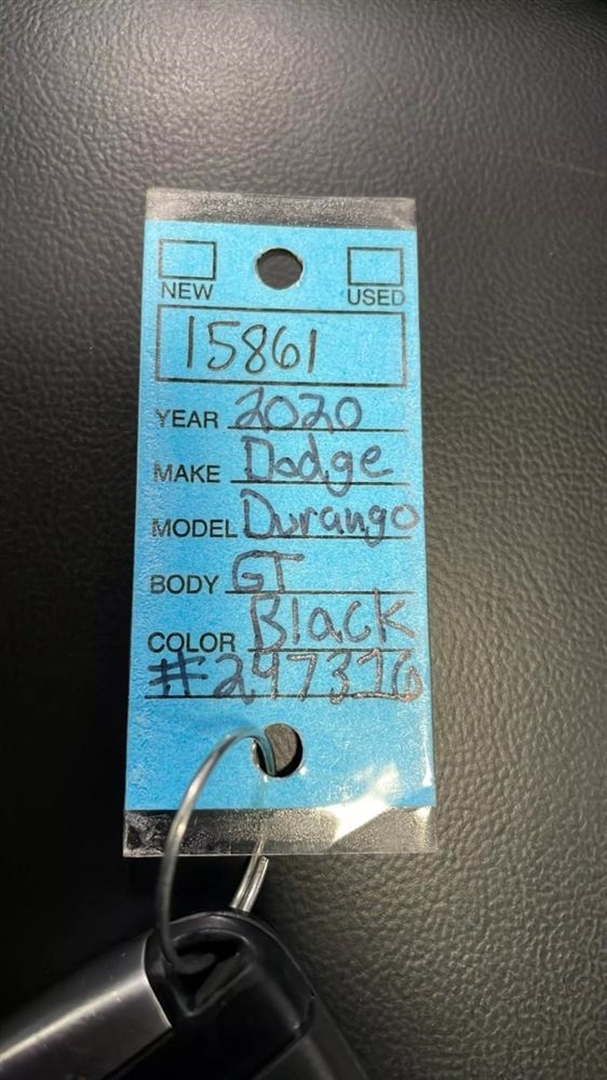 NEW USED
15861
YEAR 2020
MAKE Dodge
MODEL Durango
BODY GT
COLOR Black
#247316